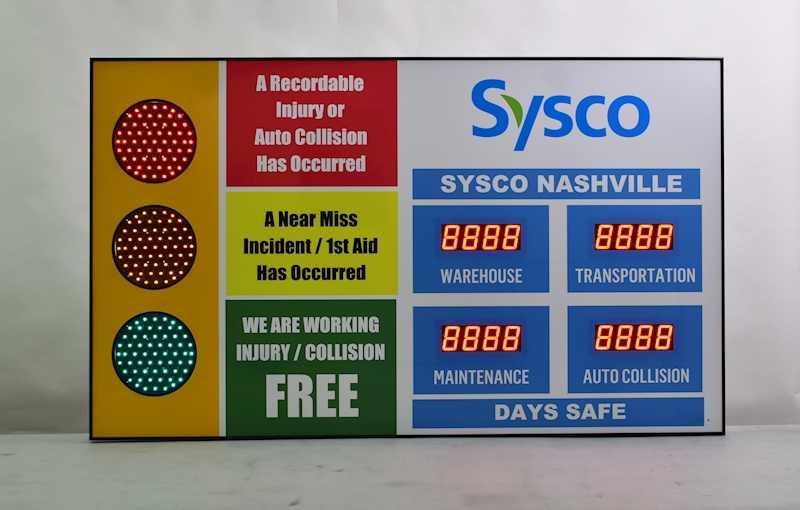 A Recordable
Injury or
Auto Collision
Has Occurred
A Near Miss
Incident / 1st Aid
Has Occurred
WE ARE WORKING
INJURY / COLLISION
FREE
Sysco
SYSCO NASHVILLE
8888
WAREHOUSE
8888
TRANSPORTATION
8888
MAINTENANCE
8888
AUTO COLLISION
DAYS SAFE